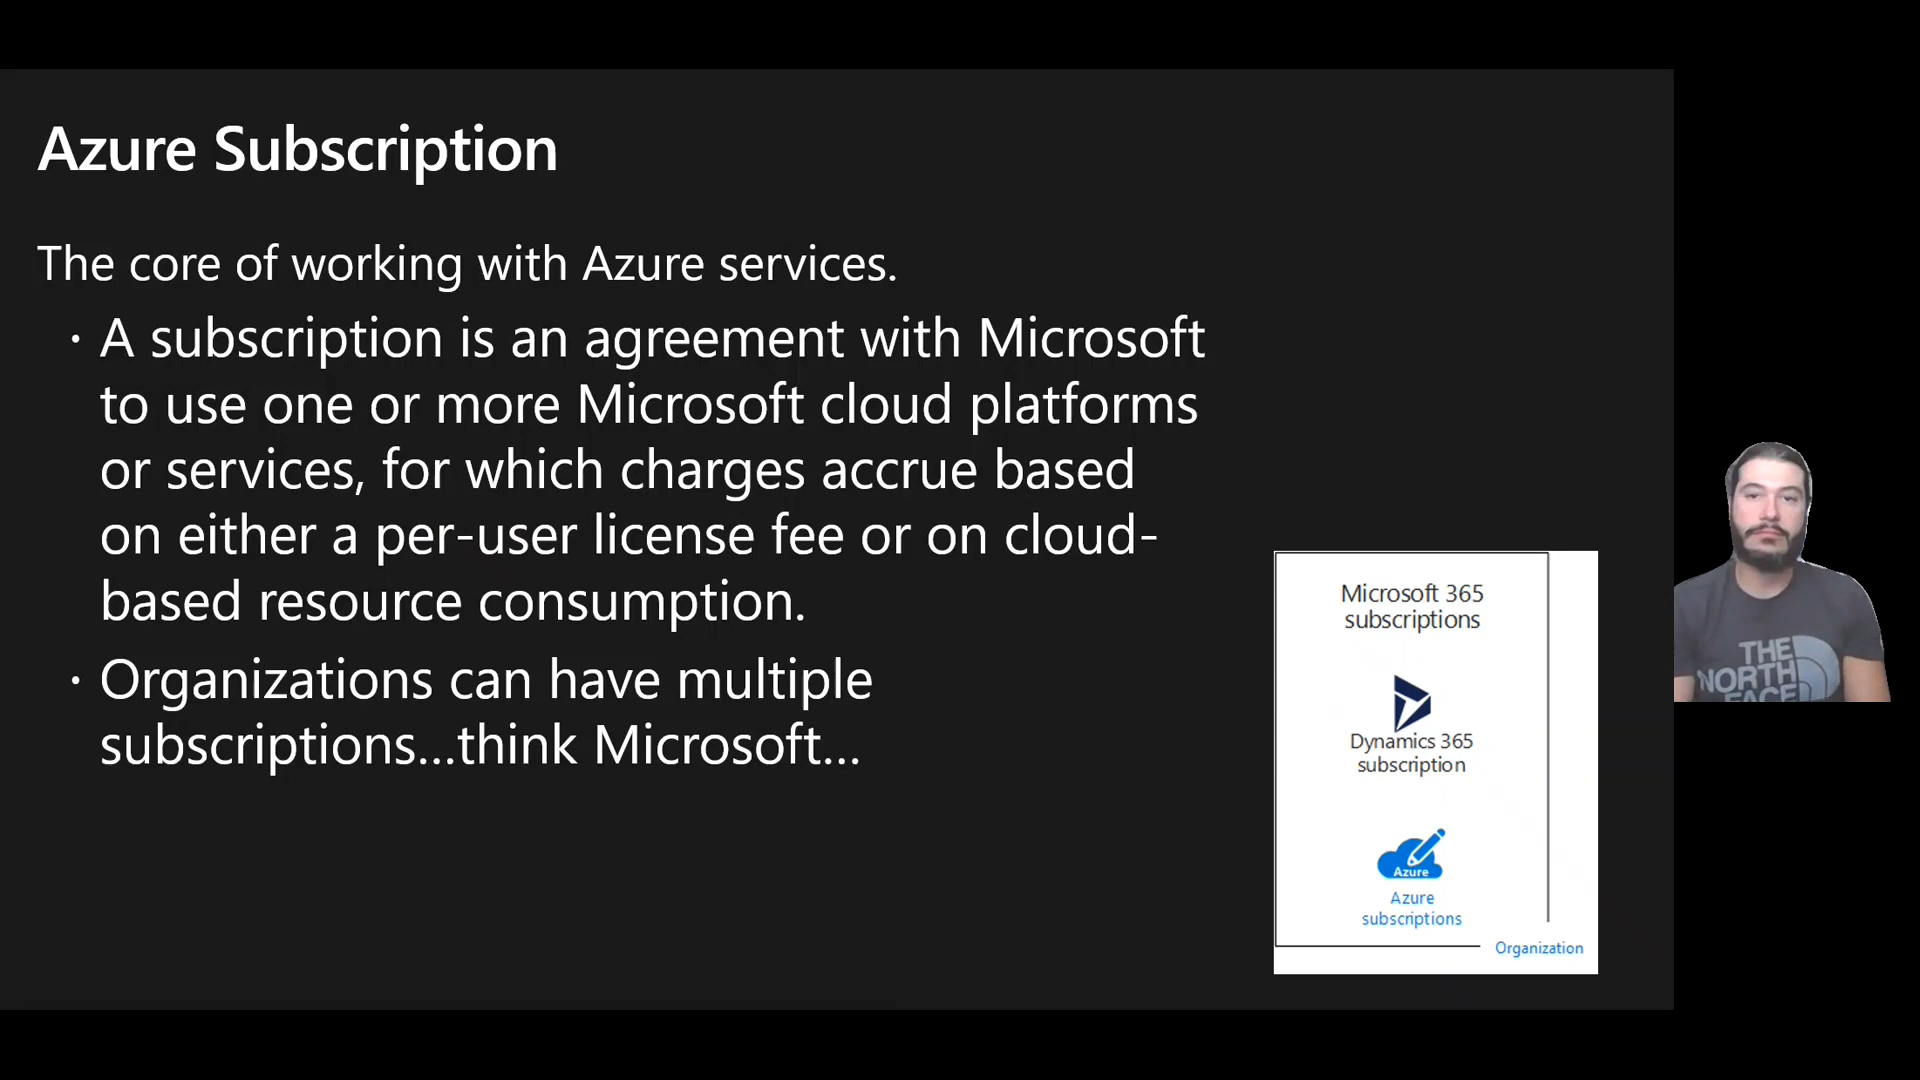 Azure Subscription
The core of working with Azure services.
· A subscription is an agreement with Microsoft
to use one or more Microsoft cloud platforms
or services, for which charges accrue based
on either a per-user license fee or on cloud-
based resource consumption.
· Organizations can have multiple
subscriptions...think Microsoft...
Microsoft 365
subscriptions
Dynamics 365
subscription
Azure
Azure
subscriptions
Organization
THE
NORTH
FACE